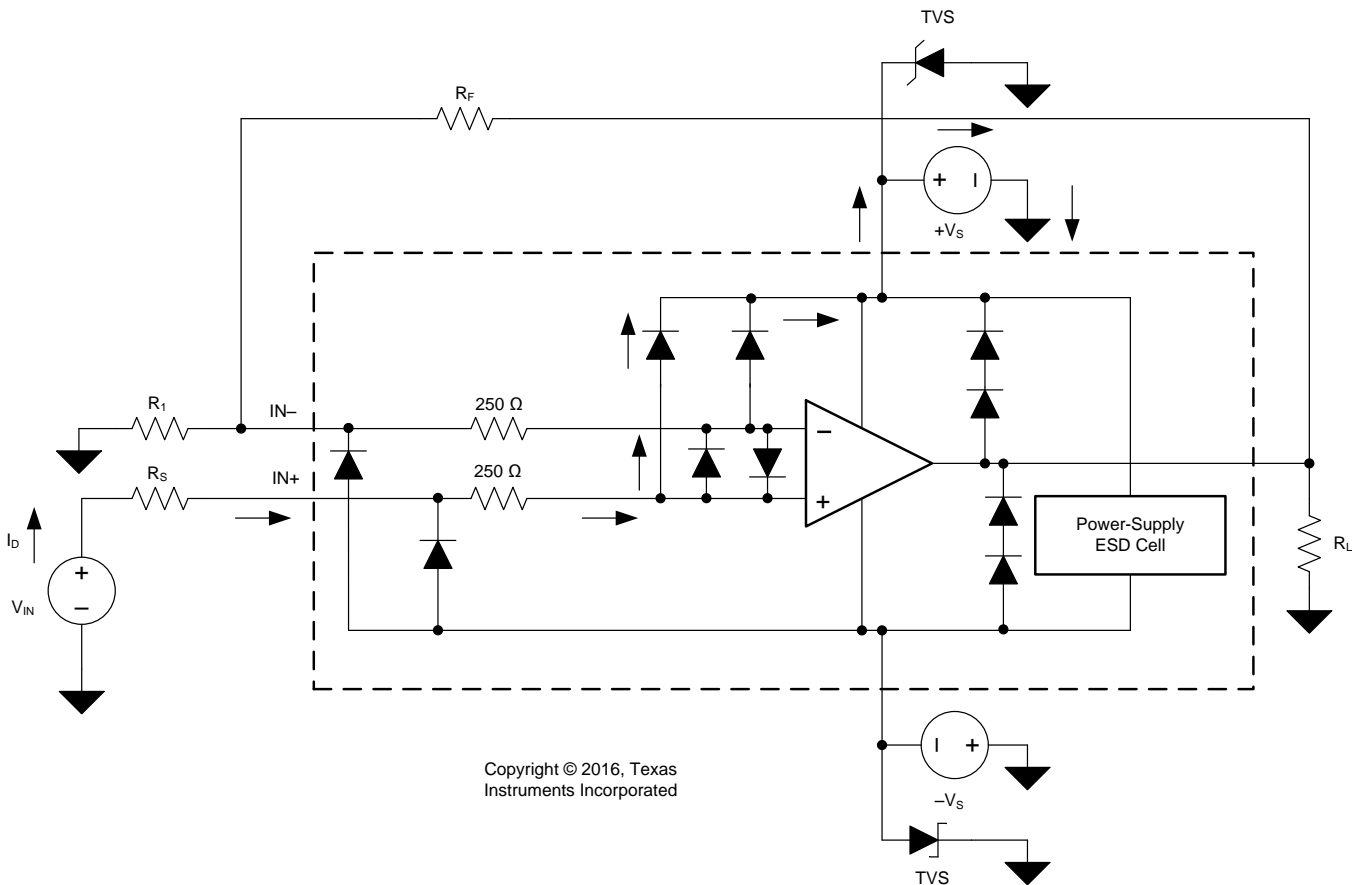 TVS
R_F
+ –
+V_S
R_1
IN–
250 Ω
–
R_S
IN+
250 Ω
+
Power-Supply
ESD Cell
R_L
I_D
+
V_IN
–
– +
Copyright © 2016, Texas
Instruments Incorporated
–V_S
TVS